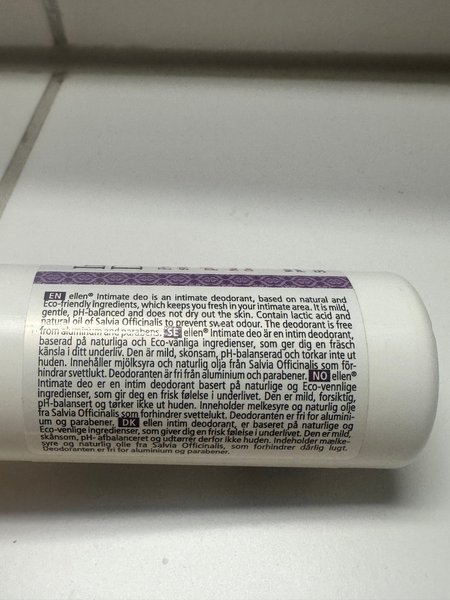 EN ellen® Intimate deo is an intimate deodorant, based on natural and
Eco-friendly Ingredients, which keeps you fresh in your intimate area. It is mild,
gentle, pH-balanced and does not dry out the skin. Contain lactic acid and
natural oil of Salvia Officinalis to prevent sweat odour. The deodorant is free
from aluminum and parabens. SE ellen® Intimate deo är en intim deodorant,
baserad på naturliga och Eco-vänliga ingredienser, som ger dig en fräsch
känsla i ditt underliv. Den är mild, skonsam, pH-balanserad och torkar inte ut
huden. Innehåller mjölksyra och naturlig olja från Salvia Officinalis som för-
hindrar svettlukt. Deodoranten är fri från aluminium och parabener. NO ellen®
Intimate deo er en intim deodorant basert på naturlige og Eco-vennlige
ingredienser, som gir deg en frisk følelse i underlivet. Den er mild, forsiktig,
pH-balansert og tørker ikke ut huden. Inneholder melkesyre og naturlig olje
fra Salvia Officinalis som forhindrer svettelukt. Deodoranten er fri for alumini-
um og parabener. DK ellen intim deodorant, er baseret på naturlige og
Eco-venlige ingredienser, som giver dig en frisk følelse i underlivet. Den er mild,
skånsom, pH- afbalanceret og udtørrer derfor ikke huden. Indeholder mælke-
syre og naturlig olie fra Salvia Officinalis, som forhindrer dårlig lugt.
Deodoranten er fri for aluminium og parabener.